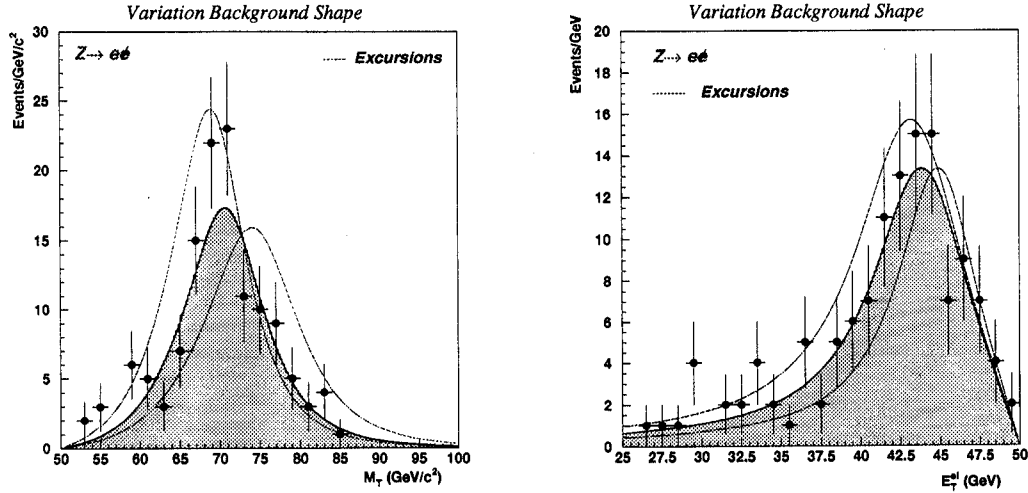 Variation Background Shape
Events/GeV/c²
Z→ eé
Excursions
30
25
20
15
10
5
0
50 55 60 65 70 75 80 85 90 95 100
M_T (GeV/c²)
Variation Background Shape
Events/GeV
Z→ eé
Excursions
20
18
16
14
12
10
8
6
4
2
0
25 27.5 30 32.5 35 37.5 40 42.5 45 47.5 50
E_T^el (GeV)